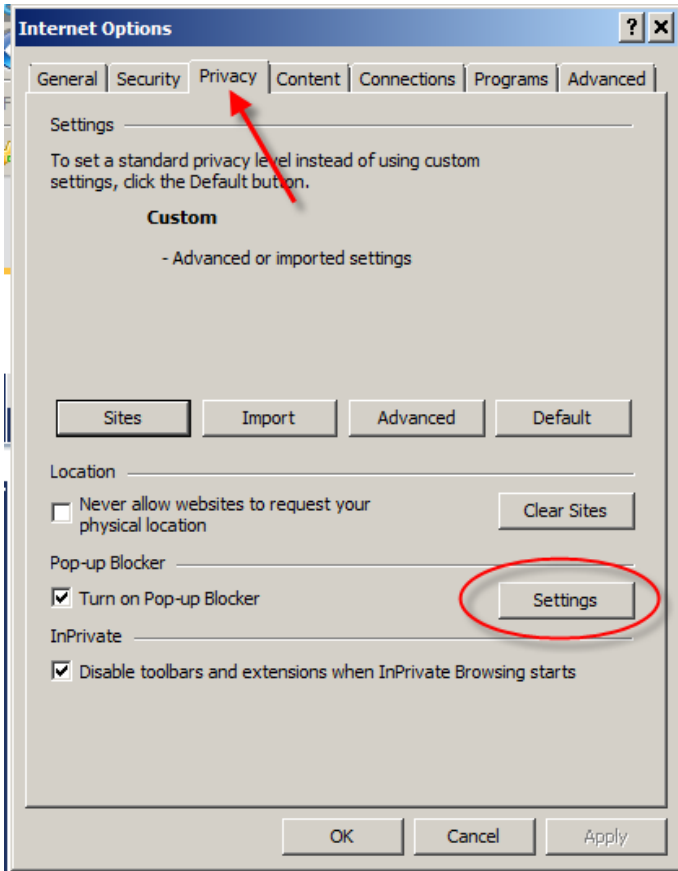 Internet Options
General Security Privacy Content Connections Programs Advanced
Settings
To set a standard privacy level instead of using custom
settings, click the Default button.
Custom
- Advanced or imported settings
Sites Import Advanced Default
Location
Never allow websites to request your
physical location
Clear Sites
Pop-up Blocker
Turn on Pop-up Blocker
Settings
InPrivate
Disable toolbars and extensions when InPrivate Browsing starts
OK Cancel Apply